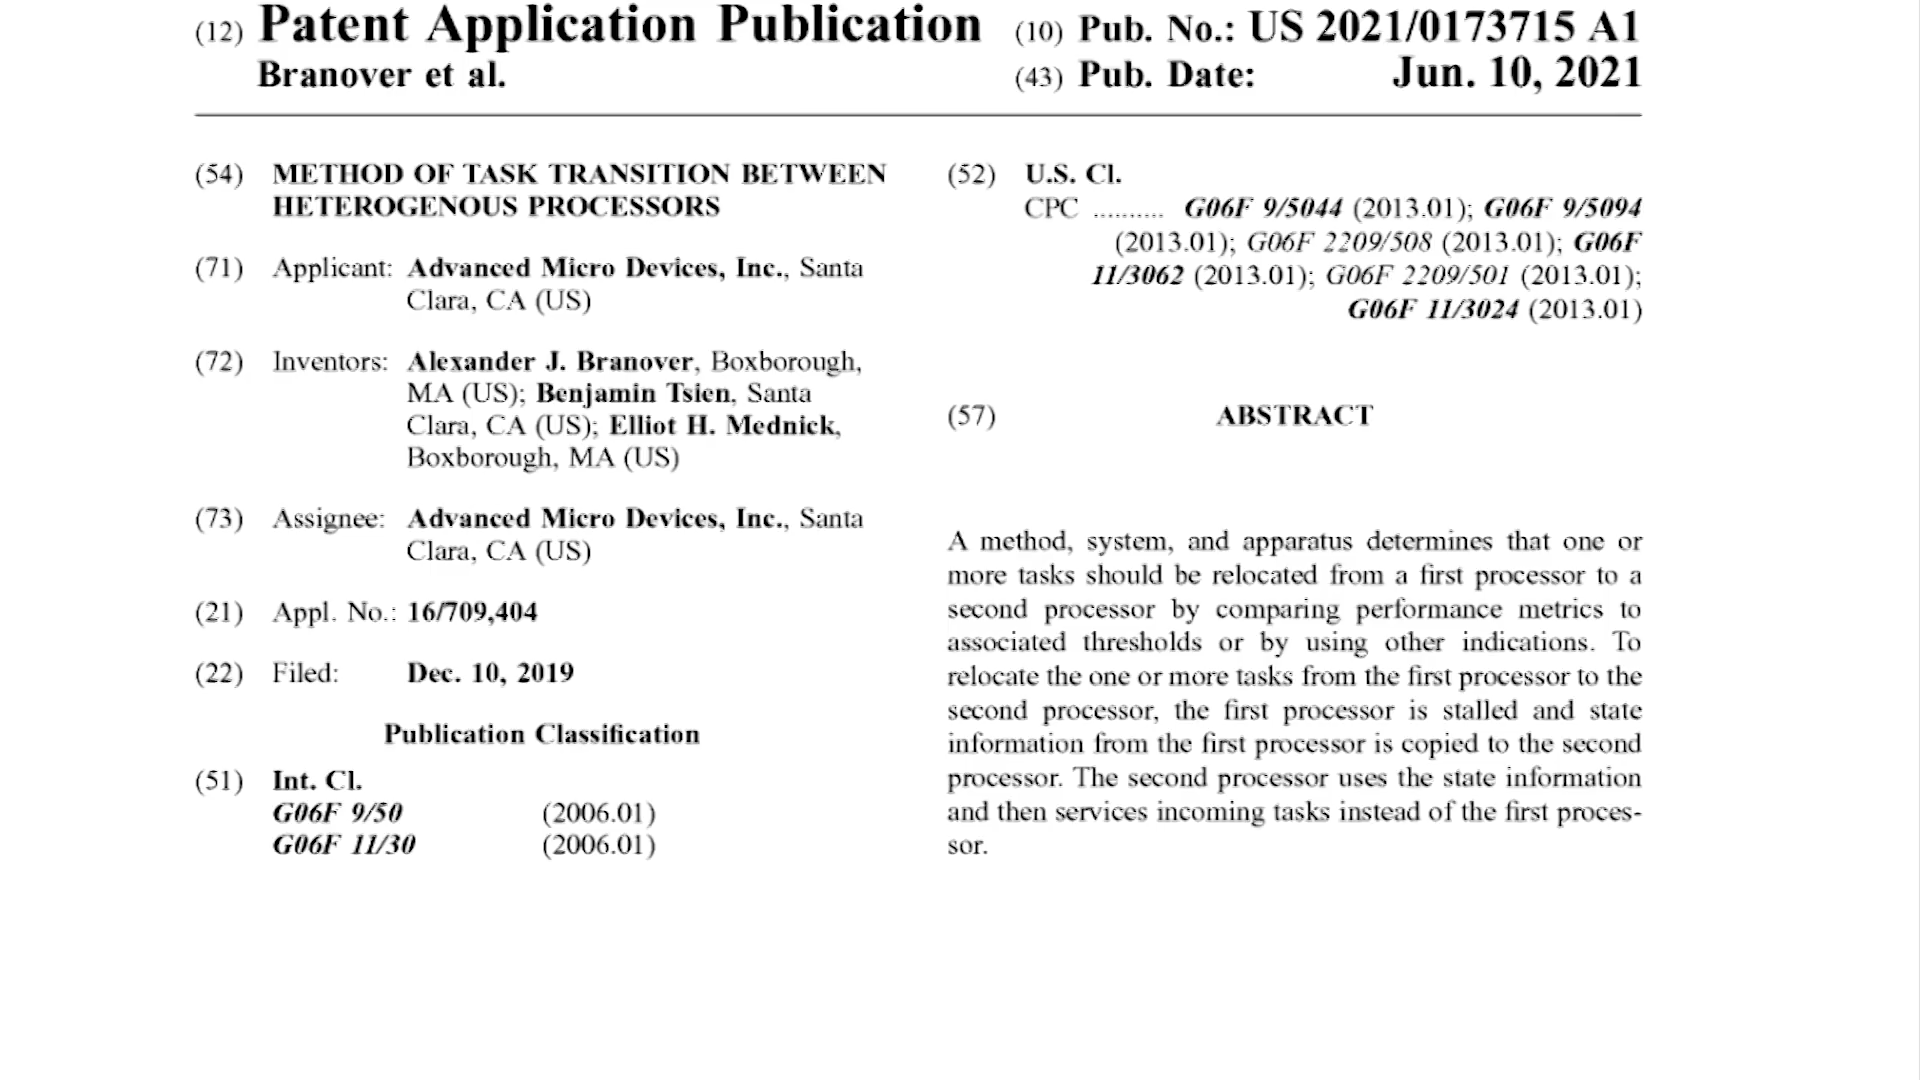 (12) Patent Application Publication
Branover et al.
(10) Pub. No.: US 2021/0173715 A1
(43) Pub. Date: Jun. 10, 2021
(54) METHOD OF TASK TRANSITION BETWEEN
HETEROGENOUS PROCESSORS
(71) Applicant: Advanced Micro Devices, Inc., Santa
Clara, CA (US)
(72) Inventors: Alexander J. Branover, Boxborough,
MA (US); Benjamin Tsien, Santa
Clara, CA (US); Elliot H. Mednick,
Boxborough, MA (US)
(73) Assignee: Advanced Micro Devices, Inc., Santa
Clara, CA (US)
(21) Appl. No.: 16/709,404
(22) Filed: Dec. 10, 2019
Publication Classification
(51) Int. Cl.
G06F 9/50 (2006.01)
G06F 11/30 (2006.01)
(52) U.S. Cl.
CPC .......... G06F 9/5044 (2013.01); G06F 9/5094
(2013.01); G06F 2209/508 (2013.01); G06F
11/3062 (2013.01); G06F 2209/501 (2013.01);
G06F 11/3024 (2013.01)
(57) ABSTRACT
A method, system, and apparatus determines that one or
more tasks should be relocated from a first processor to a
second processor by comparing performance metrics to
associated thresholds or by using other indications. To
relocate the one or more tasks from the first processor to the
second processor, the first processor is stalled and state
information from the first processor is copied to the second
processor. The second processor uses the state information
and then services incoming tasks instead of the first proces-
sor.